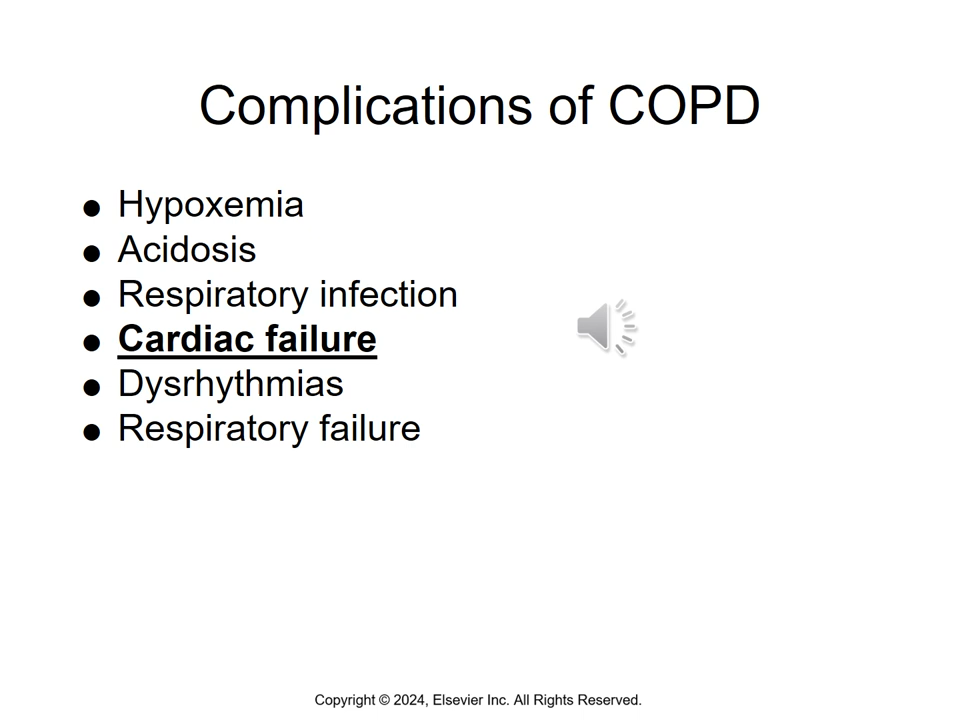 Complications of COPD
● Hypoxemia
● Acidosis
● Respiratory infection
● Cardiac failure
● Dysrhythmias
● Respiratory failure
Copyright © 2024, Elsevier Inc. All Rights Reserved.